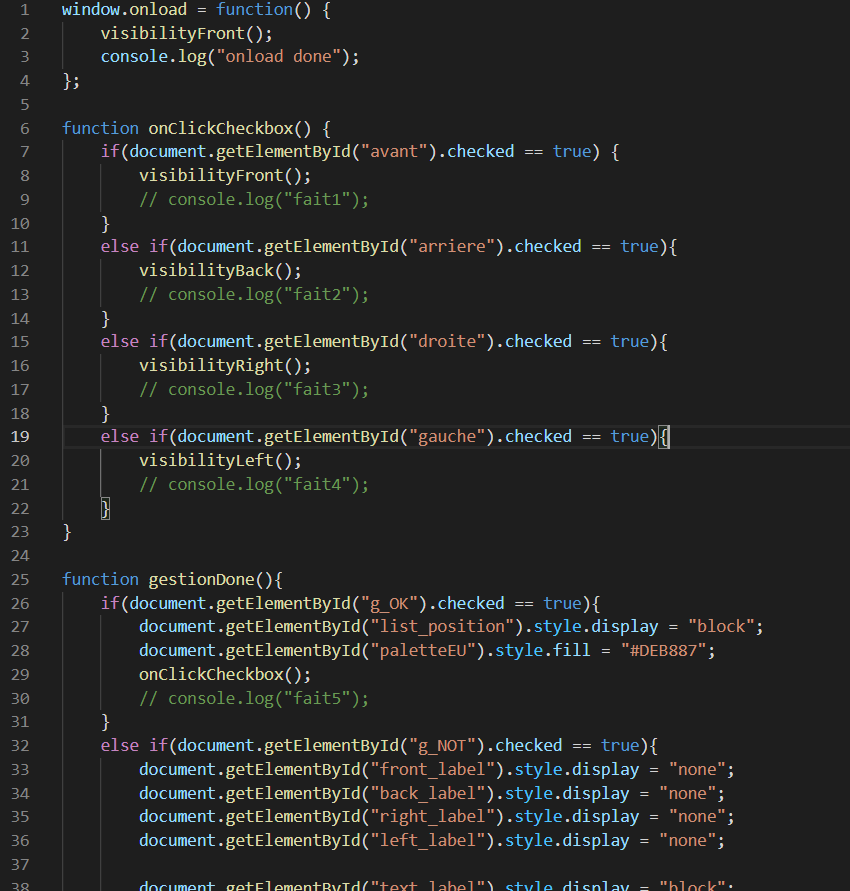 1 window.onload = function() {
2 visibilityFront();
3 console.log("onload done");
4 };
5
6 function onClickCheckbox() {
7 if(document.getElementById("avant").checked == true) {
8 visibilityFront();
9 // console.log("fait1");
10 }
11 else if(document.getElementById("arriere").checked == true){
12 visibilityBack();
13 // console.log("fait2");
14 }
15 else if(document.getElementById("droite").checked == true){
16 visibilityRight();
17 // console.log("fait3");
18 }
19 else if(document.getElementById("gauche").checked == true){
20 visibilityLeft();
21 // console.log("fait4");
22 }
23 }
24
25 function gestionDone(){
26 if(document.getElementById("g_OK").checked == true){
27 document.getElementById("list_position").style.display = "block";
28 document.getElementById("paletteEU").style.fill = "#DEB887";
29 onClickCheckbox();
30 // console.log("fait5");
31 }
32 else if(document.getElementById("g_NOT").checked == true){
33 document.getElementById("front_label").style.display = "none";
34 document.getElementById("back_label").style.display = "none";
35 document.getElementById("right_label").style.display = "none";
36 document.getElementById("left_label").style.display = "none";
37
38 document.getElementById("text_label").style.display = "block";